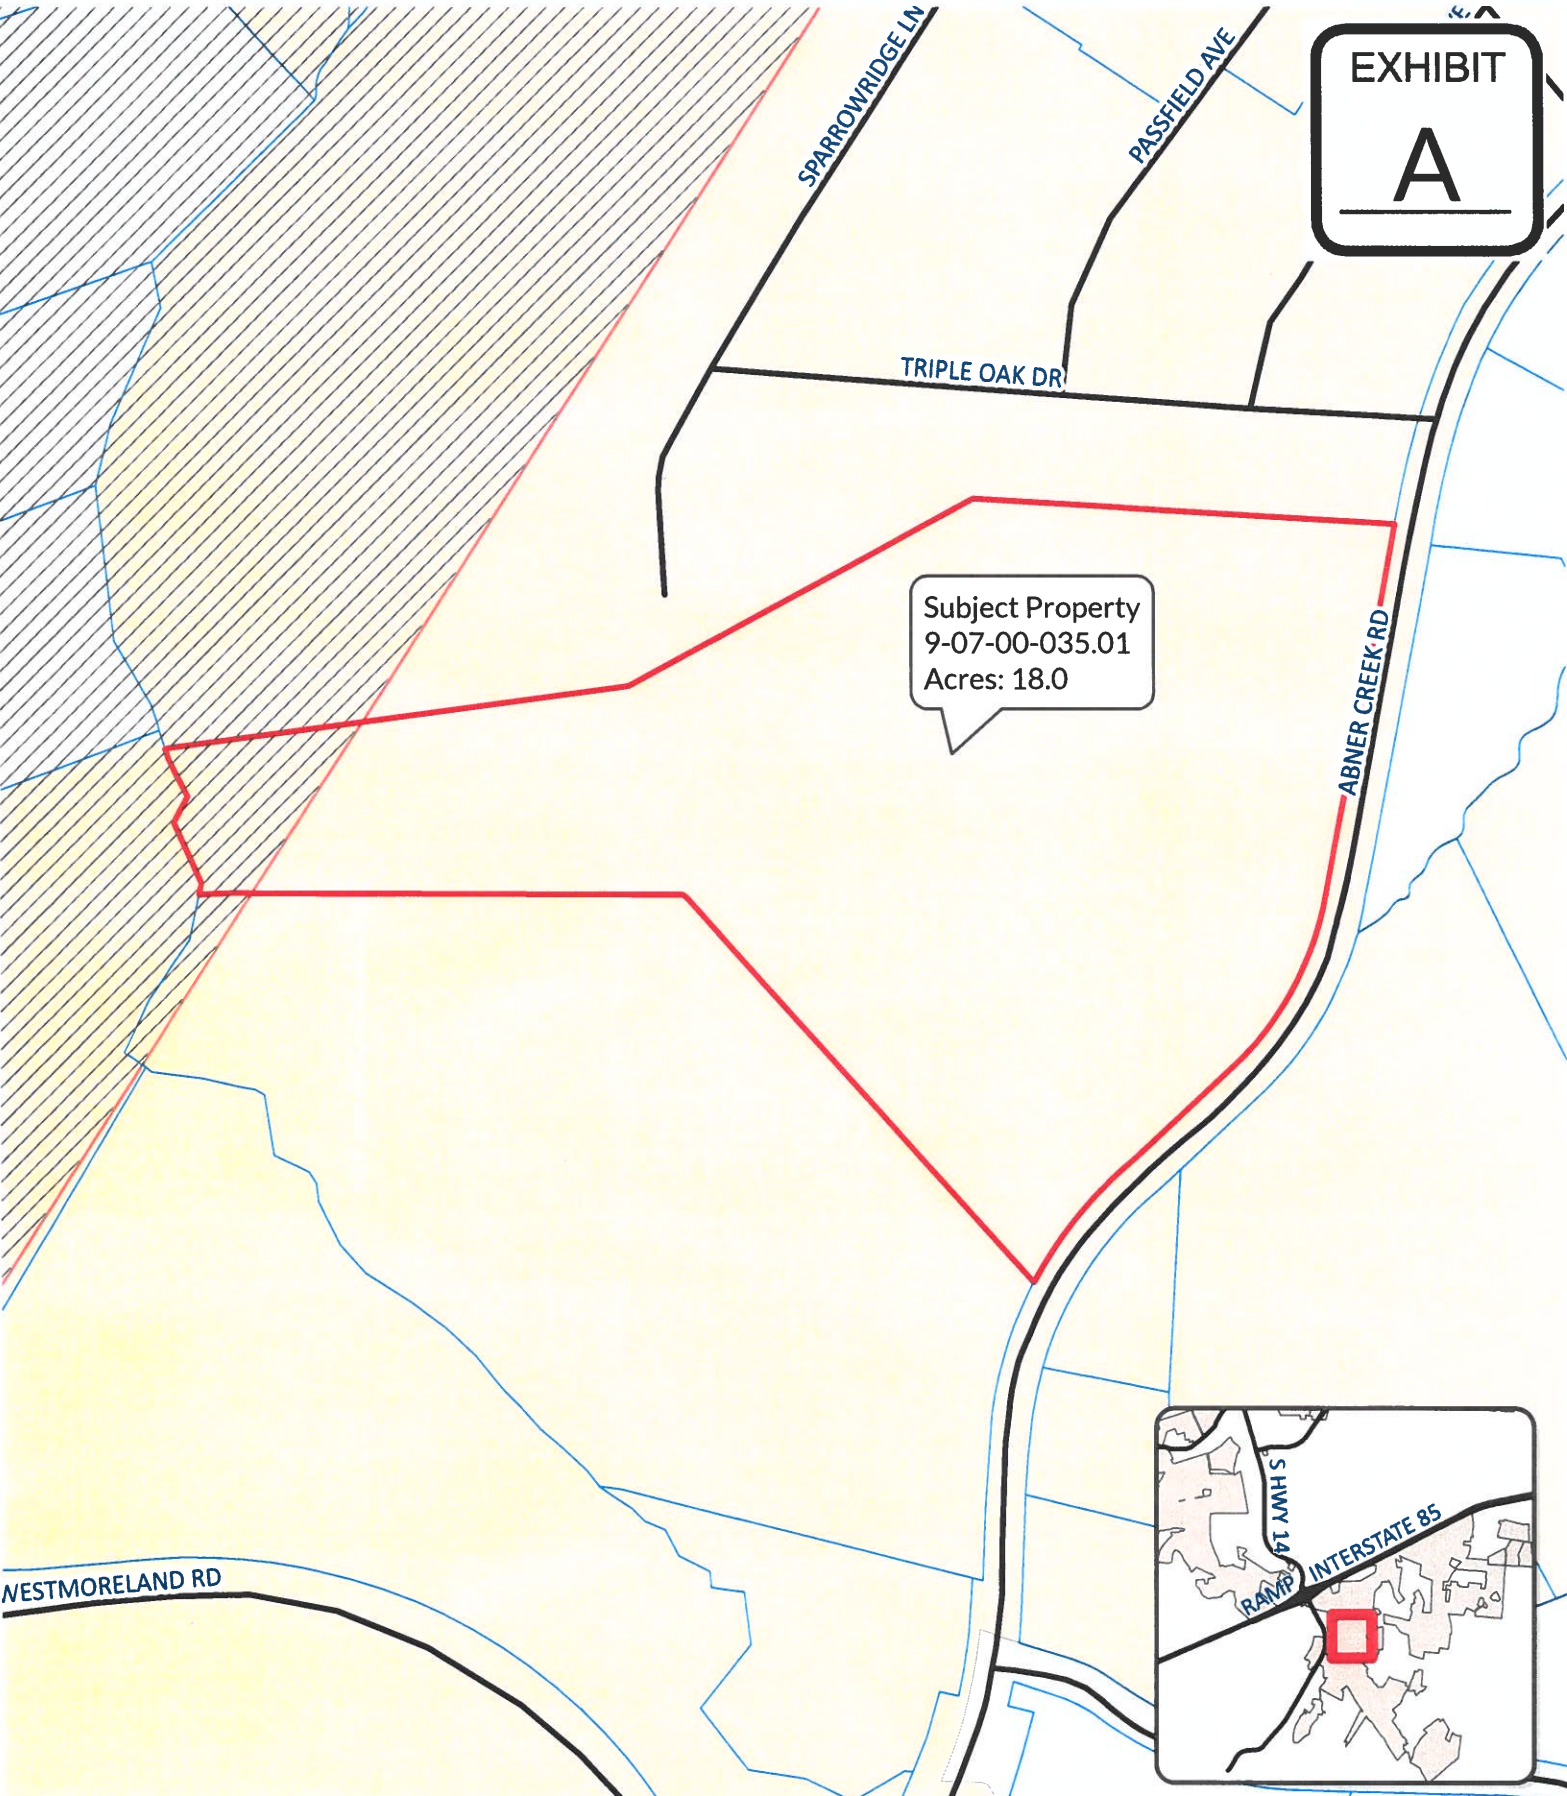 SPARROWRIDGE LN
PASSFIELD AVE
EXHIBIT
A
TRIPLE OAK DR
Subject Property
9-07-00-035.01
Acres: 18.0
ABNER CREEK RD
S HWY 14
INTERSTATE 85
RAMP
WESTMORELAND RD